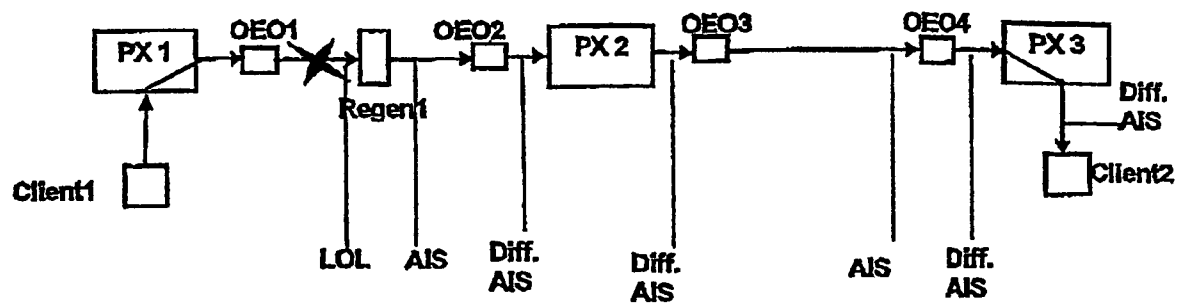 OEO1
OEO2
OEO3
OEO4
PX 1
PX 2
PX 3
Regen1
Diff.
AIS
Client1
Client2
LOL
AIS
Diff.
AIS
Diff.
AIS
AIS
Diff.
AIS